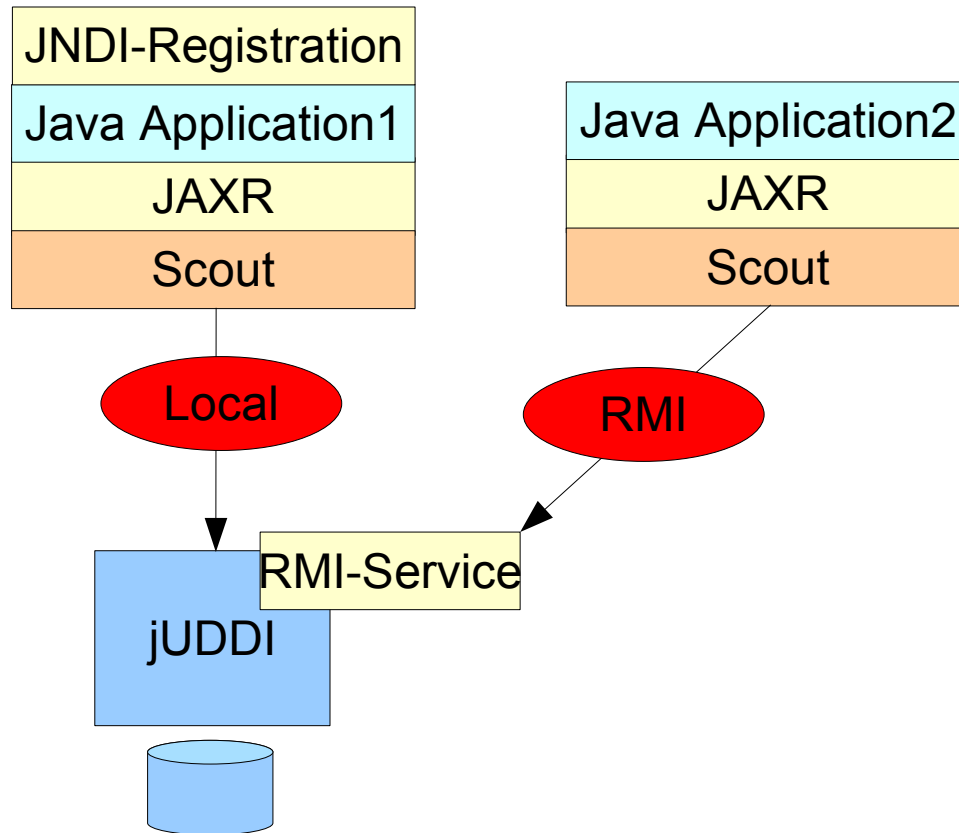 JNDI-Registration
Java Application1
JAXR
Scout
Java Application2
JAXR
Scout
Local
RMI
RMI-Service
jUDDI